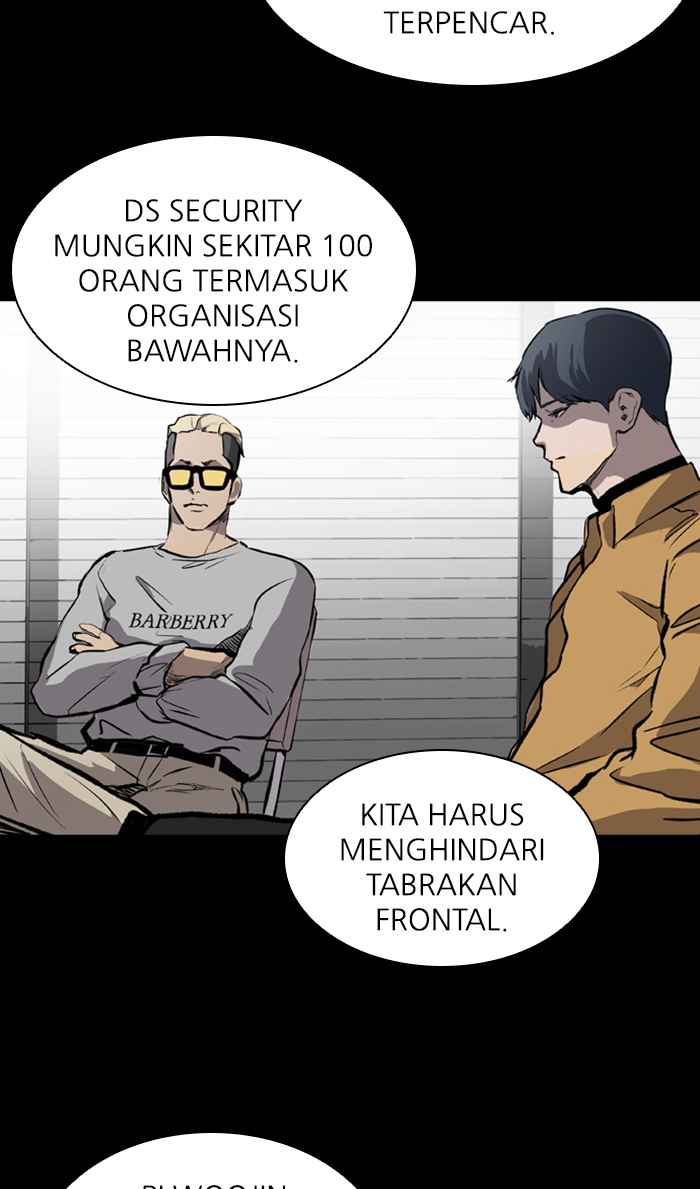 TERPENCAR.
DS SECURITY
MUNGKIN SEKITAR 100
ORANG TERMASUK
ORGANISASI
BAWAHNYA.
BARBERRY
KITA HARUS
MENGHINDARI
TABRAKAN
FRONTAL.